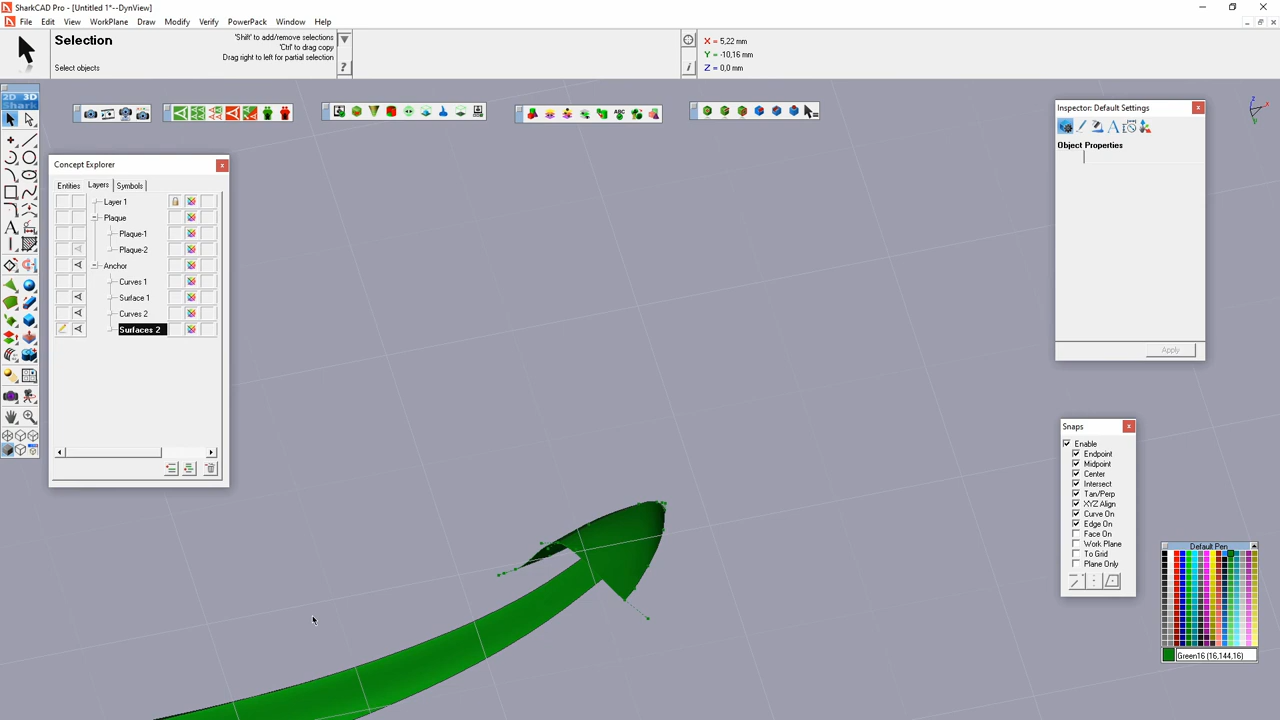 SharkCAD Pro - [Untitled 1*--DynView]
File Edit View WorkPlane Draw Modify Verify PowerPack Window Help
Selection
'Shift' to add/remove selections
'Ctrl' to drag copy
Drag right to left for partial selection
Select objects
X = 5,22 mm
Y = -10,16 mm
Z = 0,0 mm
2D 3D
Shark
ABC
Concept Explorer
Entities Layers Symbols
Layer 1
Plaque
Plaque-1
Plaque-2
Anchor
Curves 1
Surface 1
Curves 2
Surfaces 2
Inspector: Default Settings
Object Properties
Apply
Snaps
Enable
Endpoint
Midpoint
Center
Intersect
Tan/Perp
XYZ Align
Curve On
Edge On
Face On
Work Plane
To Grid
Plane Only
Default Pen
Green16 (16,144,16)